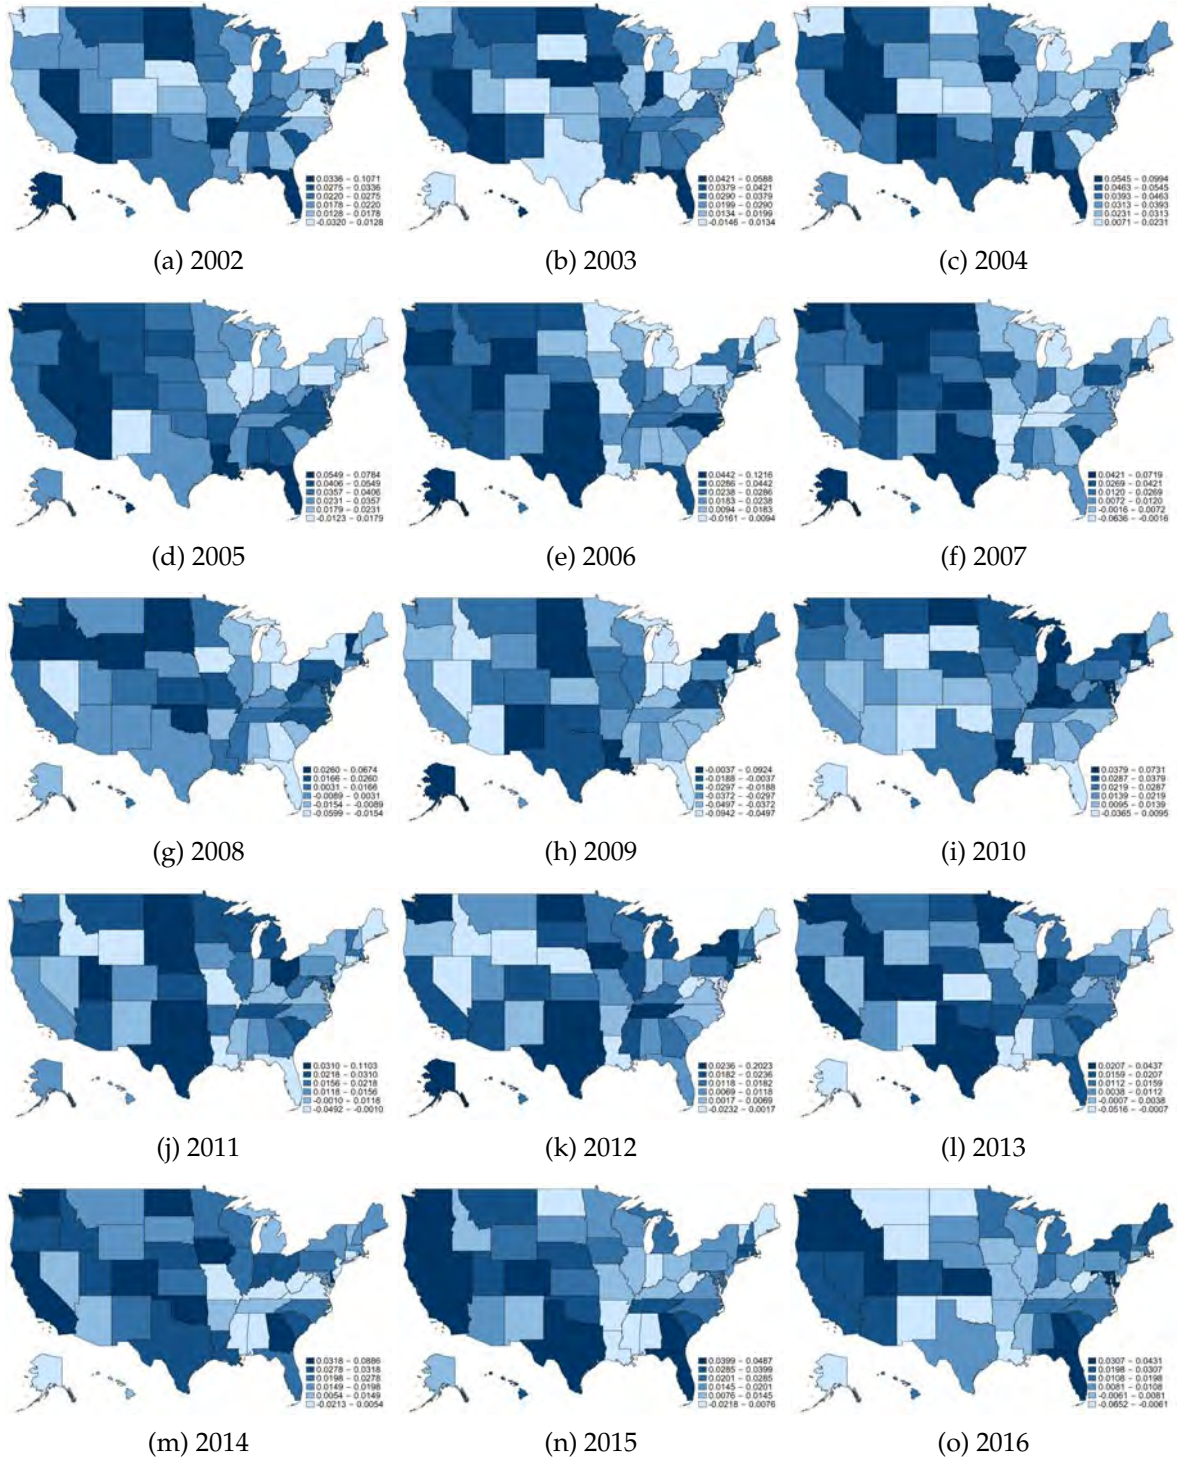 0.0336 – 0.1071
0.0275 – 0.0336
0.0220 – 0.0275
0.0178 – 0.0220
0.0128 – 0.0178
-0.0320 – 0.0128
(a) 2002
0.0421 – 0.0588
0.0379 – 0.0421
0.0290 – 0.0379
0.0199 – 0.0290
0.0134 – 0.0199
-0.0146 – 0.0134
(b) 2003
0.0545 – 0.0994
0.0463 – 0.0545
0.0393 – 0.0463
0.0313 – 0.0393
0.0231 – 0.0313
0.0071 – 0.0231
(c) 2004
0.0549 – 0.0784
0.0406 – 0.0549
0.0357 – 0.0406
0.0231 – 0.0357
0.0179 – 0.0231
-0.0123 – 0.0179
(d) 2005
0.0442 – 0.1216
0.0286 – 0.0442
0.0238 – 0.0286
0.0183 – 0.0238
0.0094 – 0.0183
-0.0161 – 0.0094
(e) 2006
0.0421 – 0.0719
0.0269 – 0.0421
0.0120 – 0.0269
0.0072 – 0.0120
-0.0016 – 0.0072
-0.0636 – -0.0016
(f) 2007
0.0260 – 0.0674
0.0166 – 0.0260
0.0031 – 0.0166
-0.0089 – 0.0031
-0.0154 – -0.0089
-0.0599 – -0.0154
(g) 2008
-0.0037 – 0.0924
-0.0188 – -0.0037
-0.0297 – -0.0188
-0.0372 – -0.0297
-0.0497 – -0.0372
-0.0942 – -0.0497
(h) 2009
0.0379 – 0.0731
0.0287 – 0.0379
0.0219 – 0.0287
0.0139 – 0.0219
0.0095 – 0.0139
-0.0365 – 0.0095
(i) 2010
0.0310 – 0.1103
0.0218 – 0.0310
0.0156 – 0.0218
0.0118 – 0.0156
-0.0010 – 0.0118
-0.0492 – -0.0010
(j) 2011
0.0236 – 0.2023
0.0182 – 0.0236
0.0118 – 0.0182
0.0069 – 0.0118
0.0017 – 0.0069
-0.0232 – 0.0017
(k) 2012
0.0207 – 0.0437
0.0159 – 0.0207
0.0112 – 0.0159
0.0038 – 0.0112
-0.0007 – 0.0038
-0.0516 – -0.0007
(l) 2013
0.0318 – 0.0886
0.0278 – 0.0318
0.0198 – 0.0278
0.0149 – 0.0198
0.0054 – 0.0149
-0.0213 – 0.0054
(m) 2014
0.0399 – 0.0487
0.0285 – 0.0399
0.0201 – 0.0285
0.0145 – 0.0201
0.0076 – 0.0145
-0.0218 – 0.0076
(n) 2015
0.0307 – 0.0431
0.0198 – 0.0307
0.0108 – 0.0198
0.0081 – 0.0108
-0.0061 – 0.0081
-0.0652 – -0.0061
(o) 2016